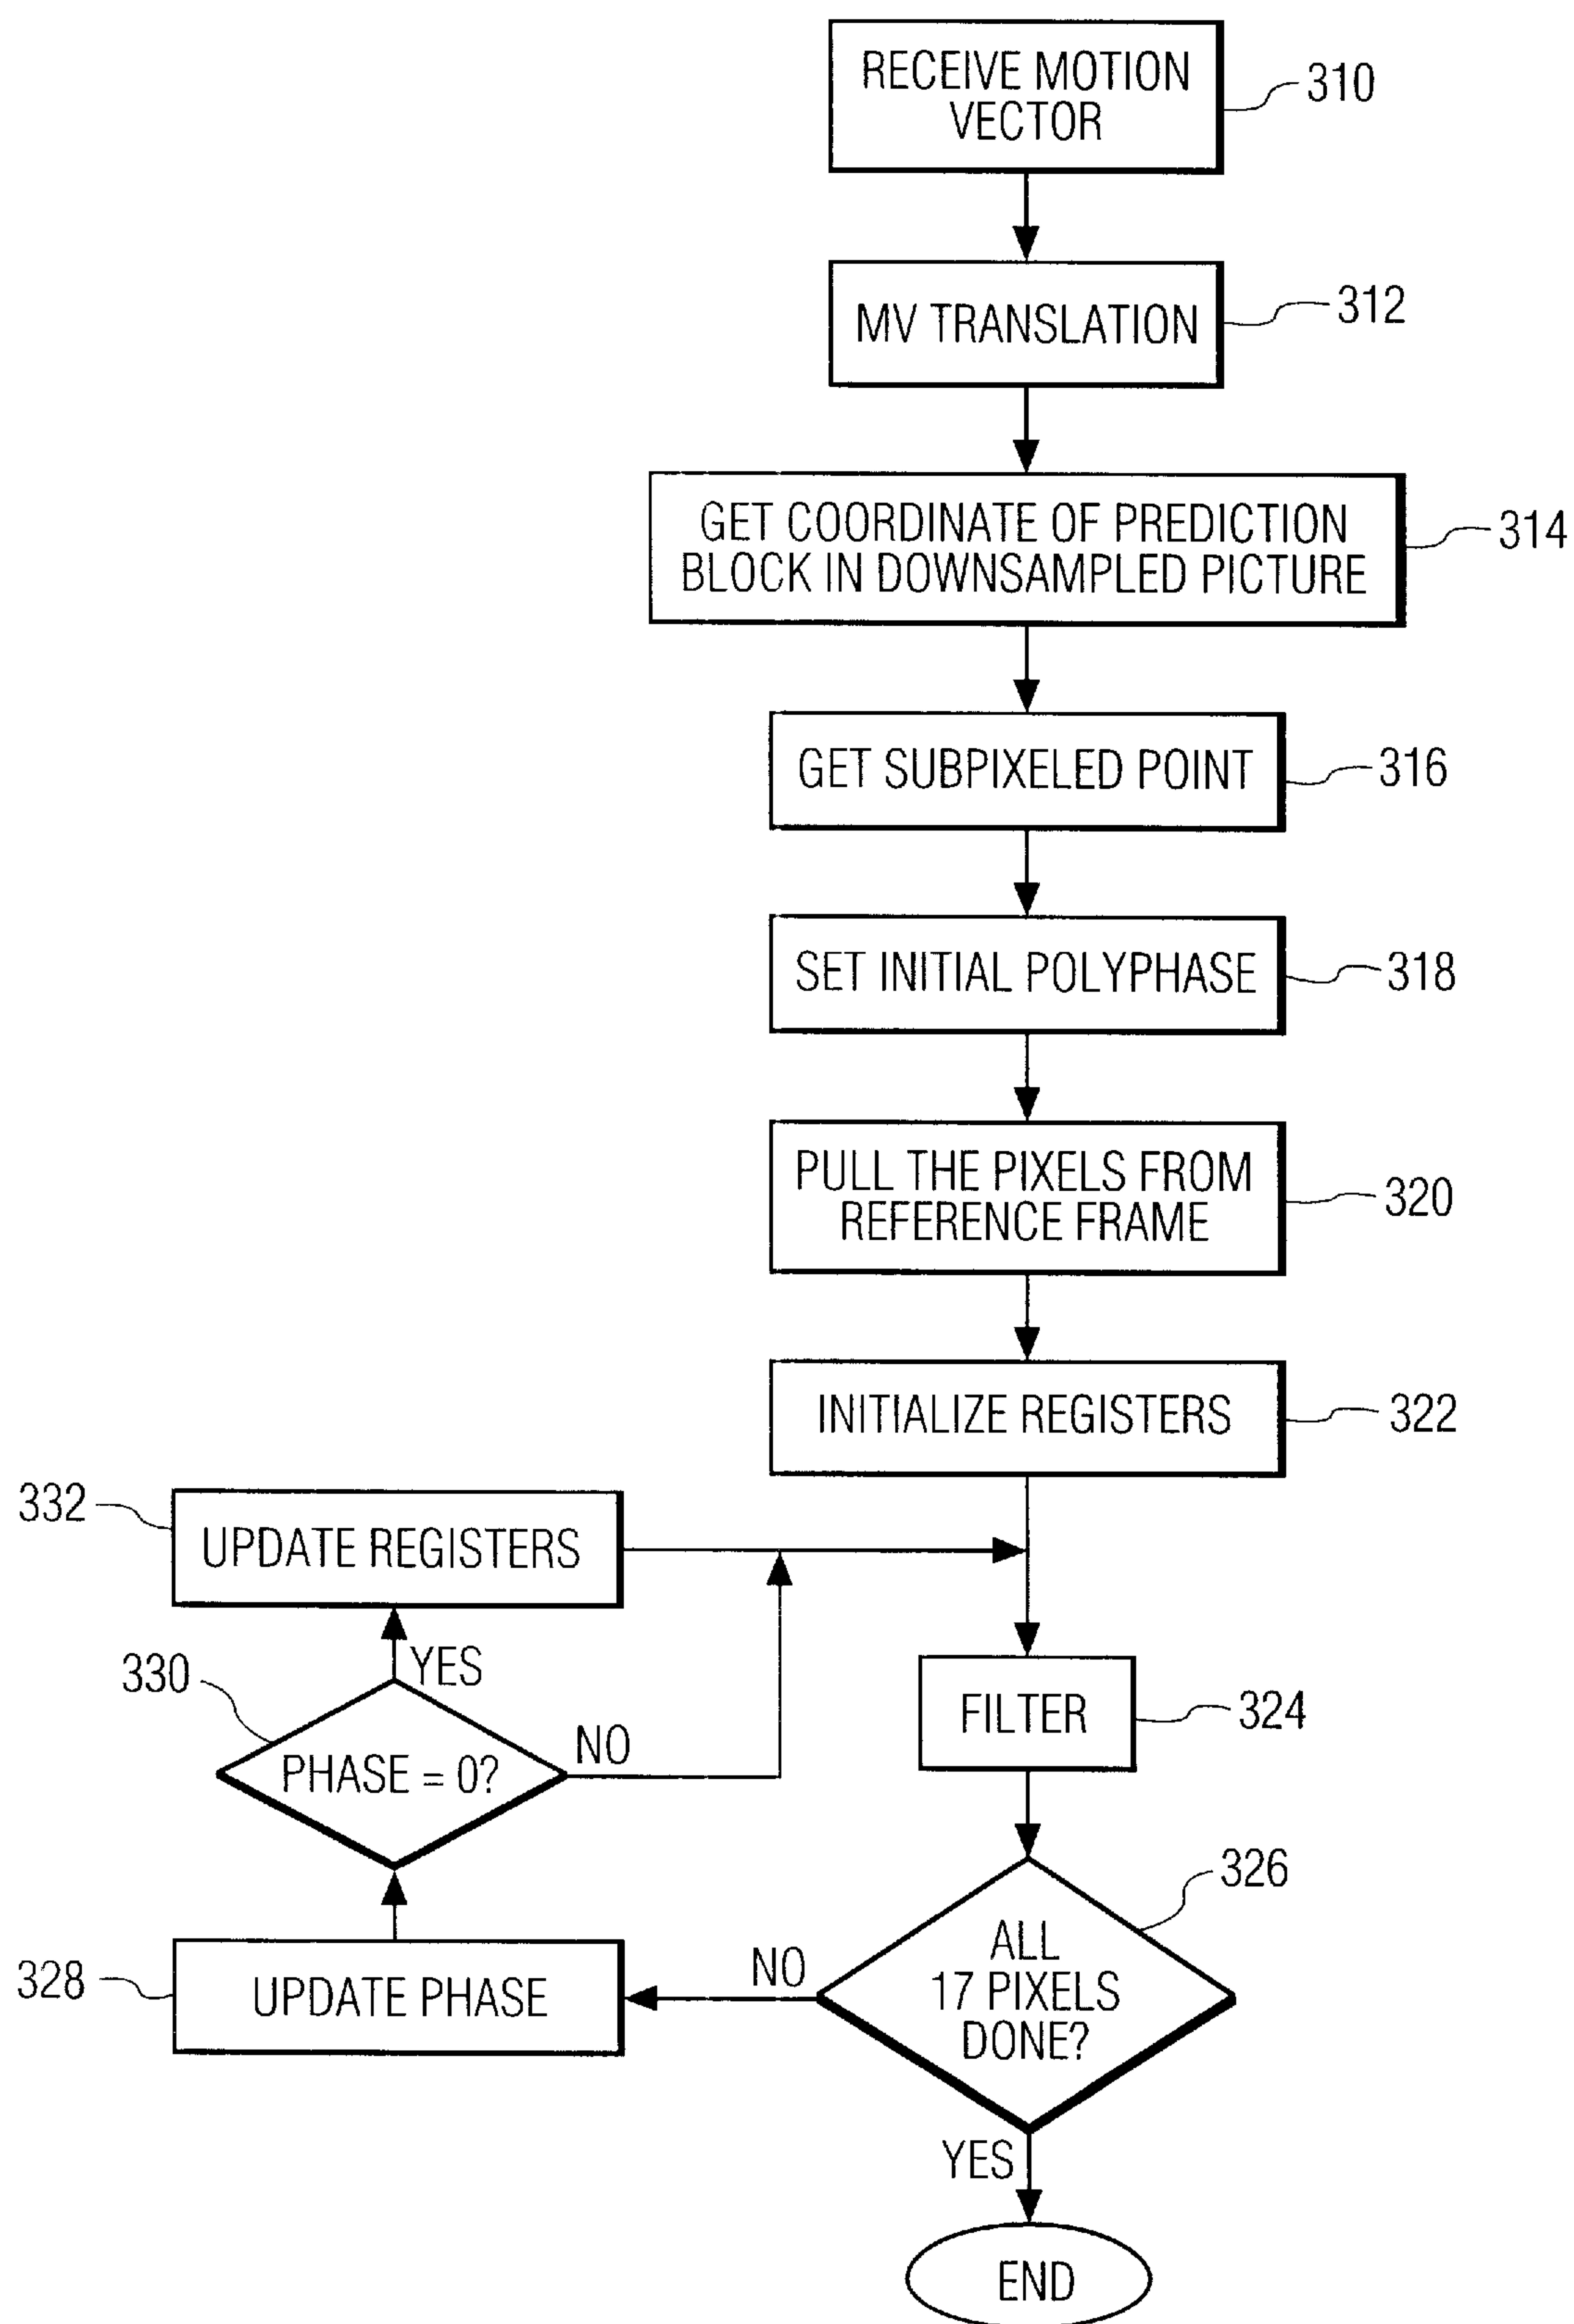 RECEIVE MOTION
VECTOR
310
MV TRANSLATION
312
GET COORDINATE OF PREDICTION
BLOCK IN DOWNSAMPLED PICTURE
314
GET SUBPIXELED POINT
316
SET INITIAL POLYPHASE
318
PULL THE PIXELS FROM
REFERENCE FRAME
320
INITIALIZE REGISTERS
322
332
UPDATE REGISTERS
YES
330
PHASE = 0?
NO
FILTER
324
326
ALL
17 PIXELS
DONE?
NO
328
UPDATE PHASE
YES
END